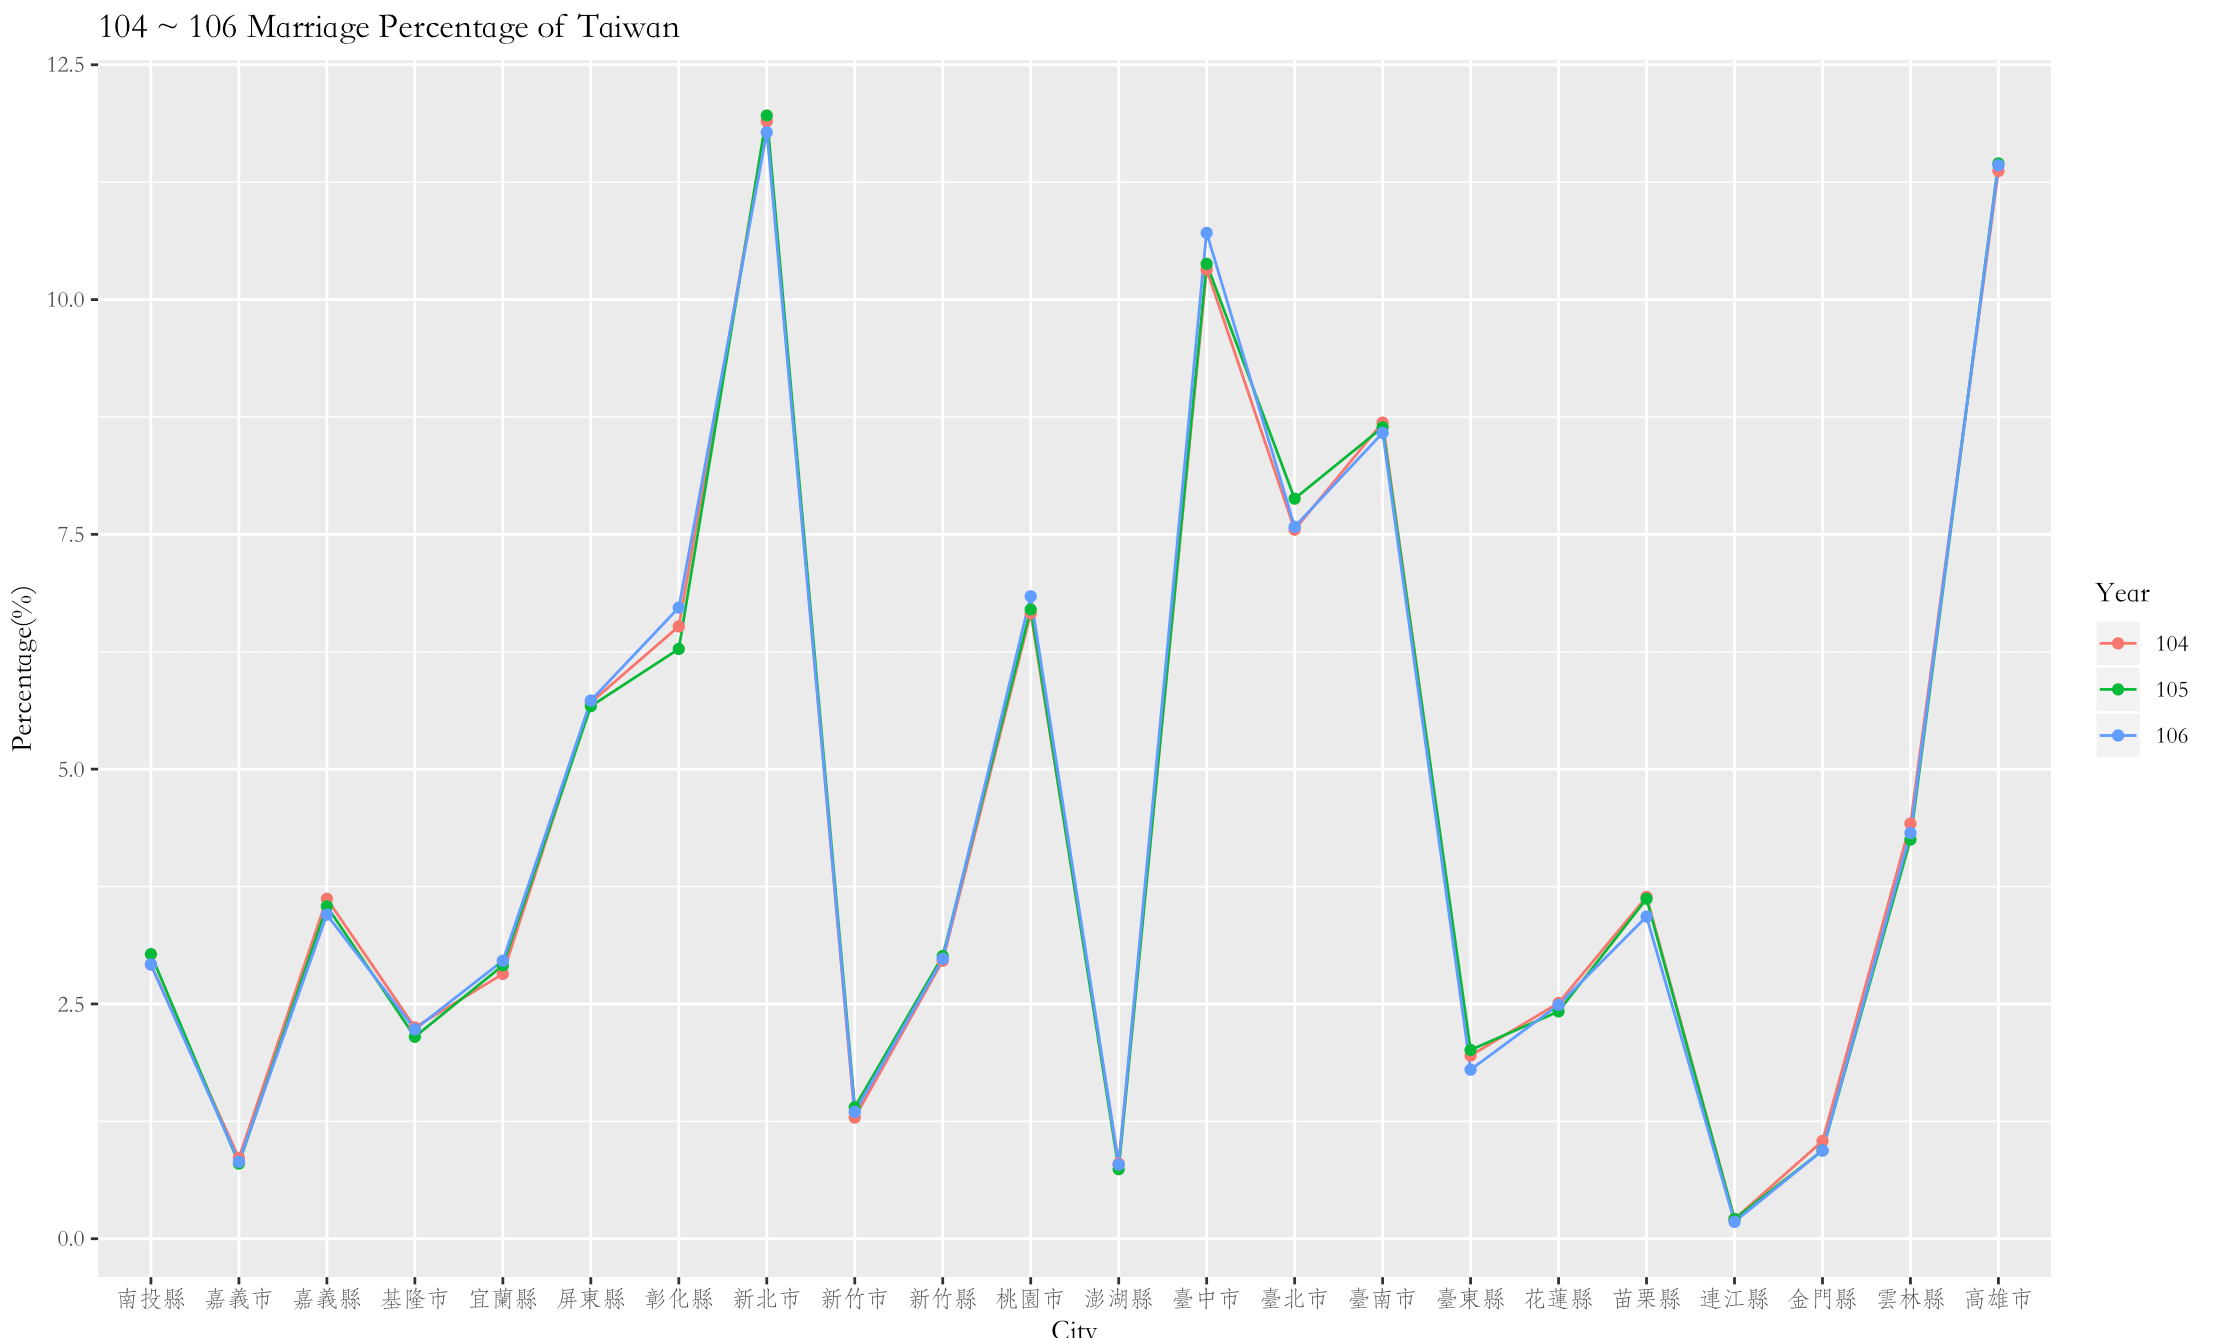 104 ~ 106 Marriage Percentage of Taiwan
12.5
10.0
7.5
5.0
2.5
0.0
Percentage(%)
南投縣 嘉義市 嘉義縣 基隆市 宜蘭縣 屏東縣 彰化縣 新北市 新竹市 新竹縣 桃園市 澎湖縣 臺中市 臺北市 臺南市 臺東縣 花蓮縣 苗栗縣 連江縣 金門縣 雲林縣 高雄市
City
Year
104
105
106